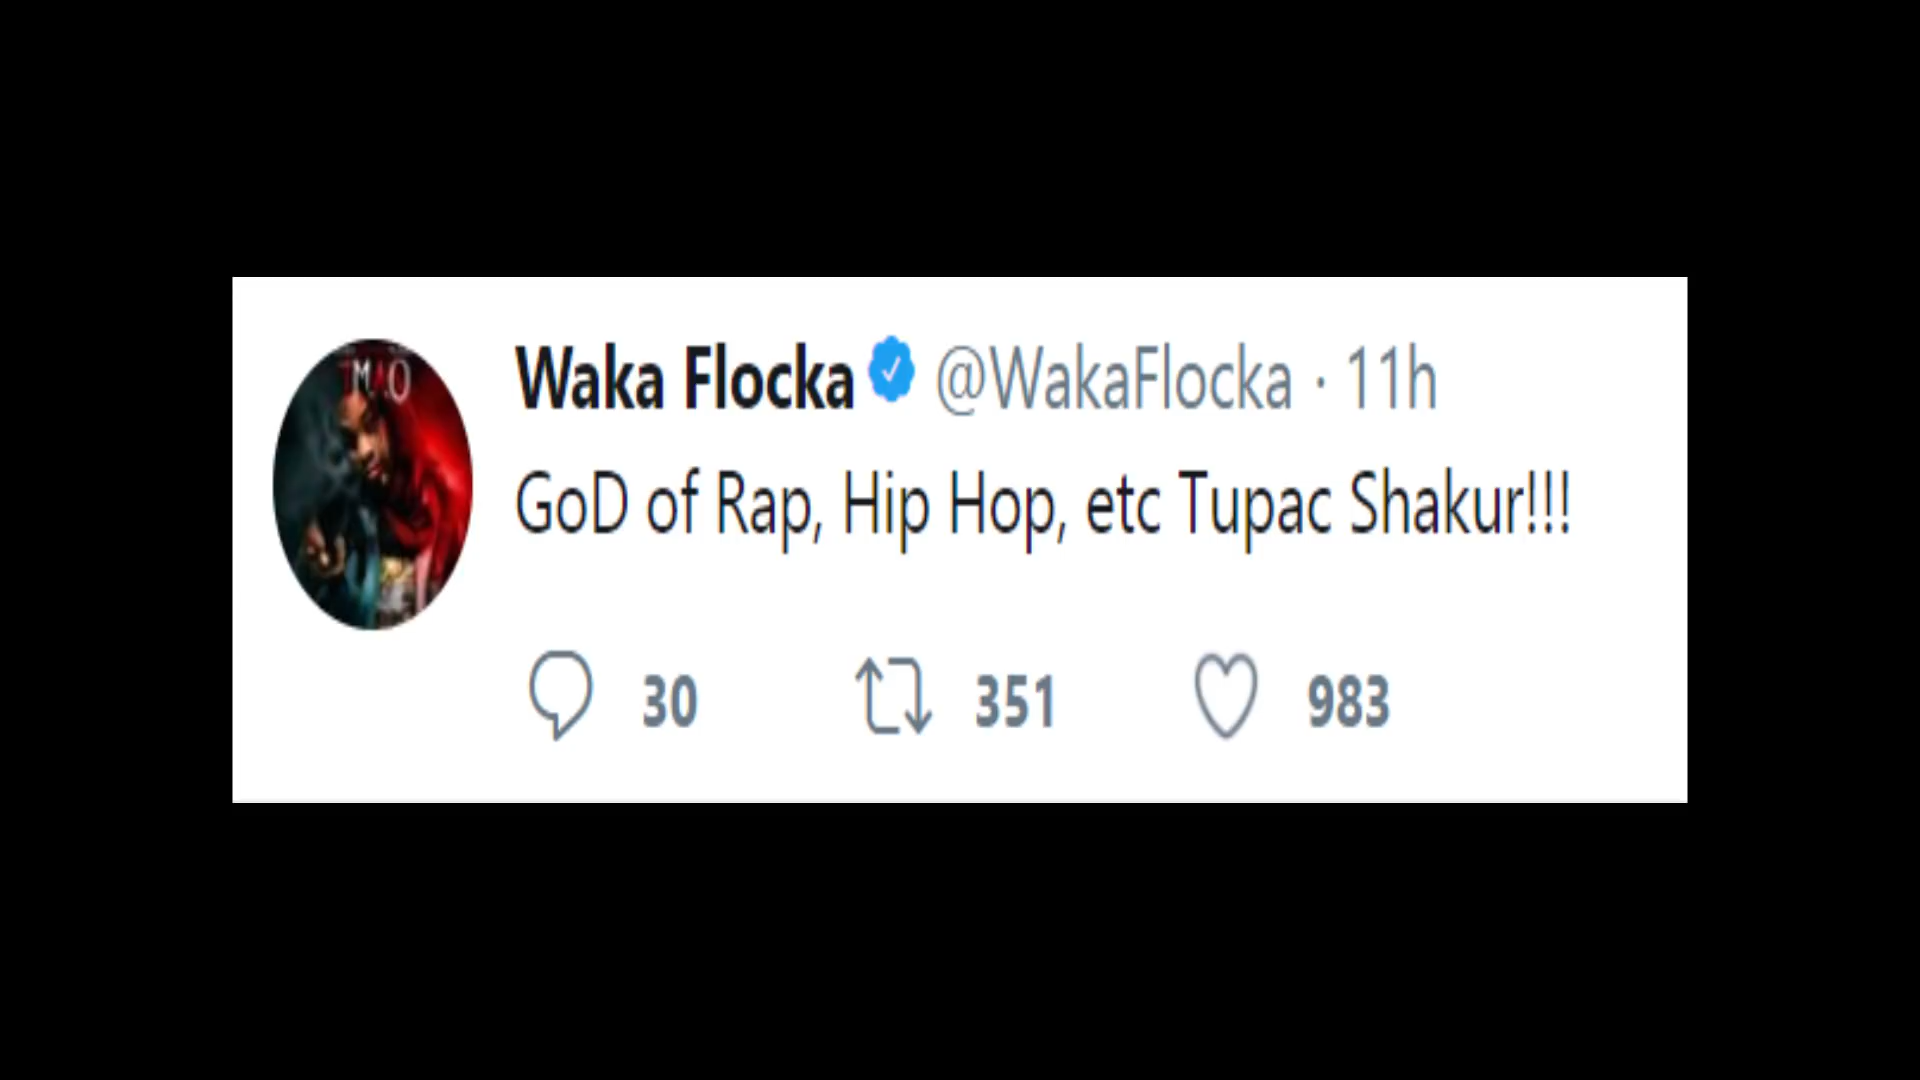 Waka Flocka @WakaFlocka · 11h
GoD of Rap, Hip Hop, etc Tupac Shakur!!!
30 351 983